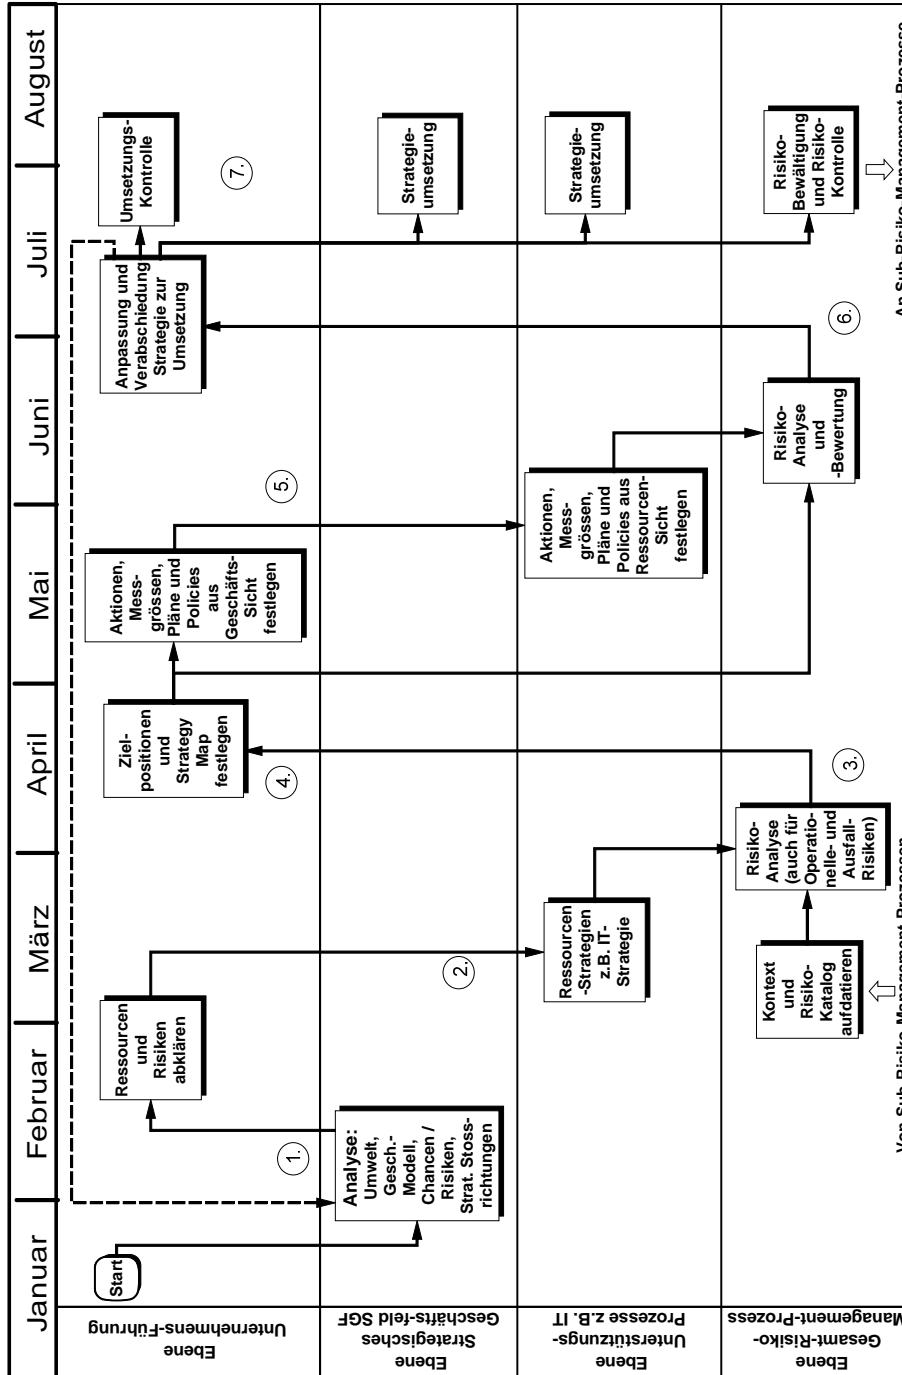 Januar
Februar
März
April
Mai
Juni
Juli
August
Ebene
Unternehmens-Führung
Start
Ressourcen
und
Risiken
abklären
Ziel-
positionen
und
Strategy
Map
festlegen
Aktionen,
Mess-
grössen,
Pläne und
Policies
aus
Geschäfts-
Sicht
festlegen
Anpassung und
Verabschiedung
Strategie zur
Umsetzung
Umsetzungs-
Kontrolle
1.
2.
3.
4.
5.
6.
7.
Ebene
Strategisches
Geschäfts-feld SGF
Analyse:
Umwelt,
Gesch.-
Modell,
Chancen /
Risiken,
Strat. Stoss-
richtungen
Strategie-
umsetzung
Ebene
Unterstützungs-
Prozesse z.B. IT
Ressourcen
-Strategien
z.B. IT-
Strategie
Aktionen,
Mess-
grössen,
Pläne und
Policies aus
Ressourcen-
Sicht
festlegen
Strategie-
umsetzung
Ebene
Gesamt-Risiko-
Management-Prozess
Kontext
und
Risiko-
Katalog
aufdatieren
Risiko-
Analyse
(auch für
Operatio-
nelle- und
Ausfall-
Risiken)
Risiko-
Analyse
und
-Bewertung
Risiko-
Bewältigung
und Risiko-
Kontrolle
Von Sub-Risiko-Management-Prozessen
An Sub-Risiko-Management-Prozesse